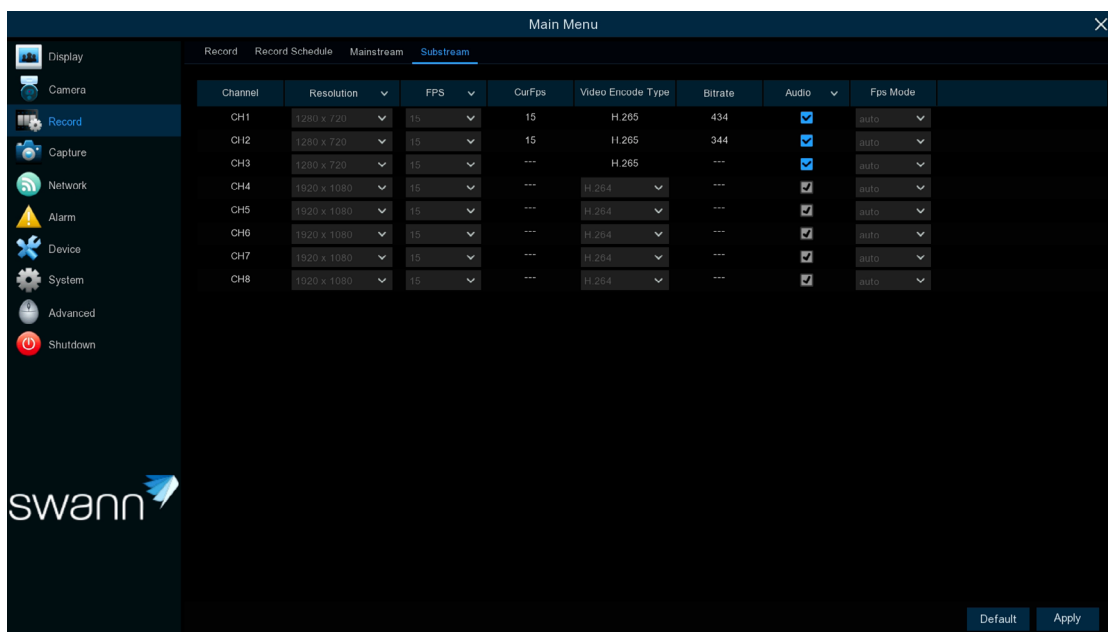 Main Menu
Display
Camera
Record
Capture
Network
Alarm
Device
System
Advanced
Shutdown
swann
Record Record Schedule Mainstream Substream
Channel Resolution FPS CurFps Video Encode Type Bitrate Audio Fps Mode
CH1 1280 x 720 15 15 H.265 434 auto
CH2 1280 x 720 15 15 H.265 344 auto
CH3 1280 x 720 15 --- H.265 --- auto
CH4 1920 x 1080 15 --- H.264 --- auto
CH5 1920 x 1080 15 --- H.264 --- auto
CH6 1920 x 1080 15 --- H.264 --- auto
CH7 1920 x 1080 15 --- H.264 --- auto
CH8 1920 x 1080 15 --- H.264 --- auto
Default Apply